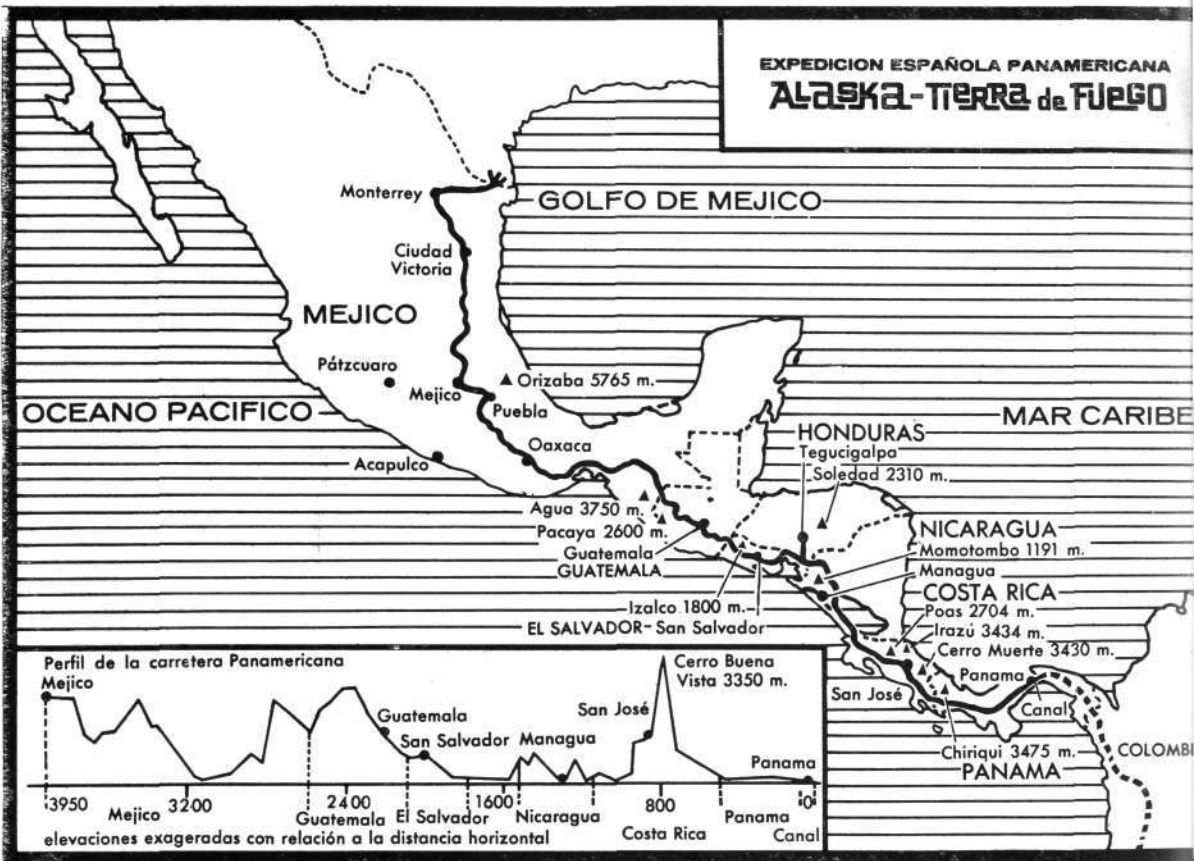 EXPEDICION ESPAÑOLA PANAMERICANA
ALASKA-TIERRA de FUEGO
Monterrey
GOLFO DE MEJICO
Ciudad
Victoria
MEJICO
Pátzcuaro
Orizaba 5765 m.
Mejico
Puebla
OCEANO PACIFICO
MAR CARIBE
Oaxaca
Acapulco
HONDURAS
Tegucigalpa
Soledad 2310 m.
Agua 3750 m.
Pacaya 2600 m.
Guatemala
GUATEMALA
NICARAGUA
Momotombo 1191 m.
Managua
COSTA RICA
Izalco 1800 m.
Poas 2704 m.
EL SALVADOR-San Salvador
Irazú 3434 m.
Cerro Muerte 3430 m.
Panama
San José
Canal
Chiriqui 3475 m.
COLOMBI
PANAMA
Perfil de la carretera Panamericana
Mejico
Cerro Buena
Vista 3350 m.
Guatemala
San José
San Salvador
Managua
Panama
3950
3200
2400
1600
800
0
Mejico
Guatemala
El Salvador
Nicaragua
Costa Rica
Panama
Canal
elevaciones exageradas con relación a la distancia horizontal